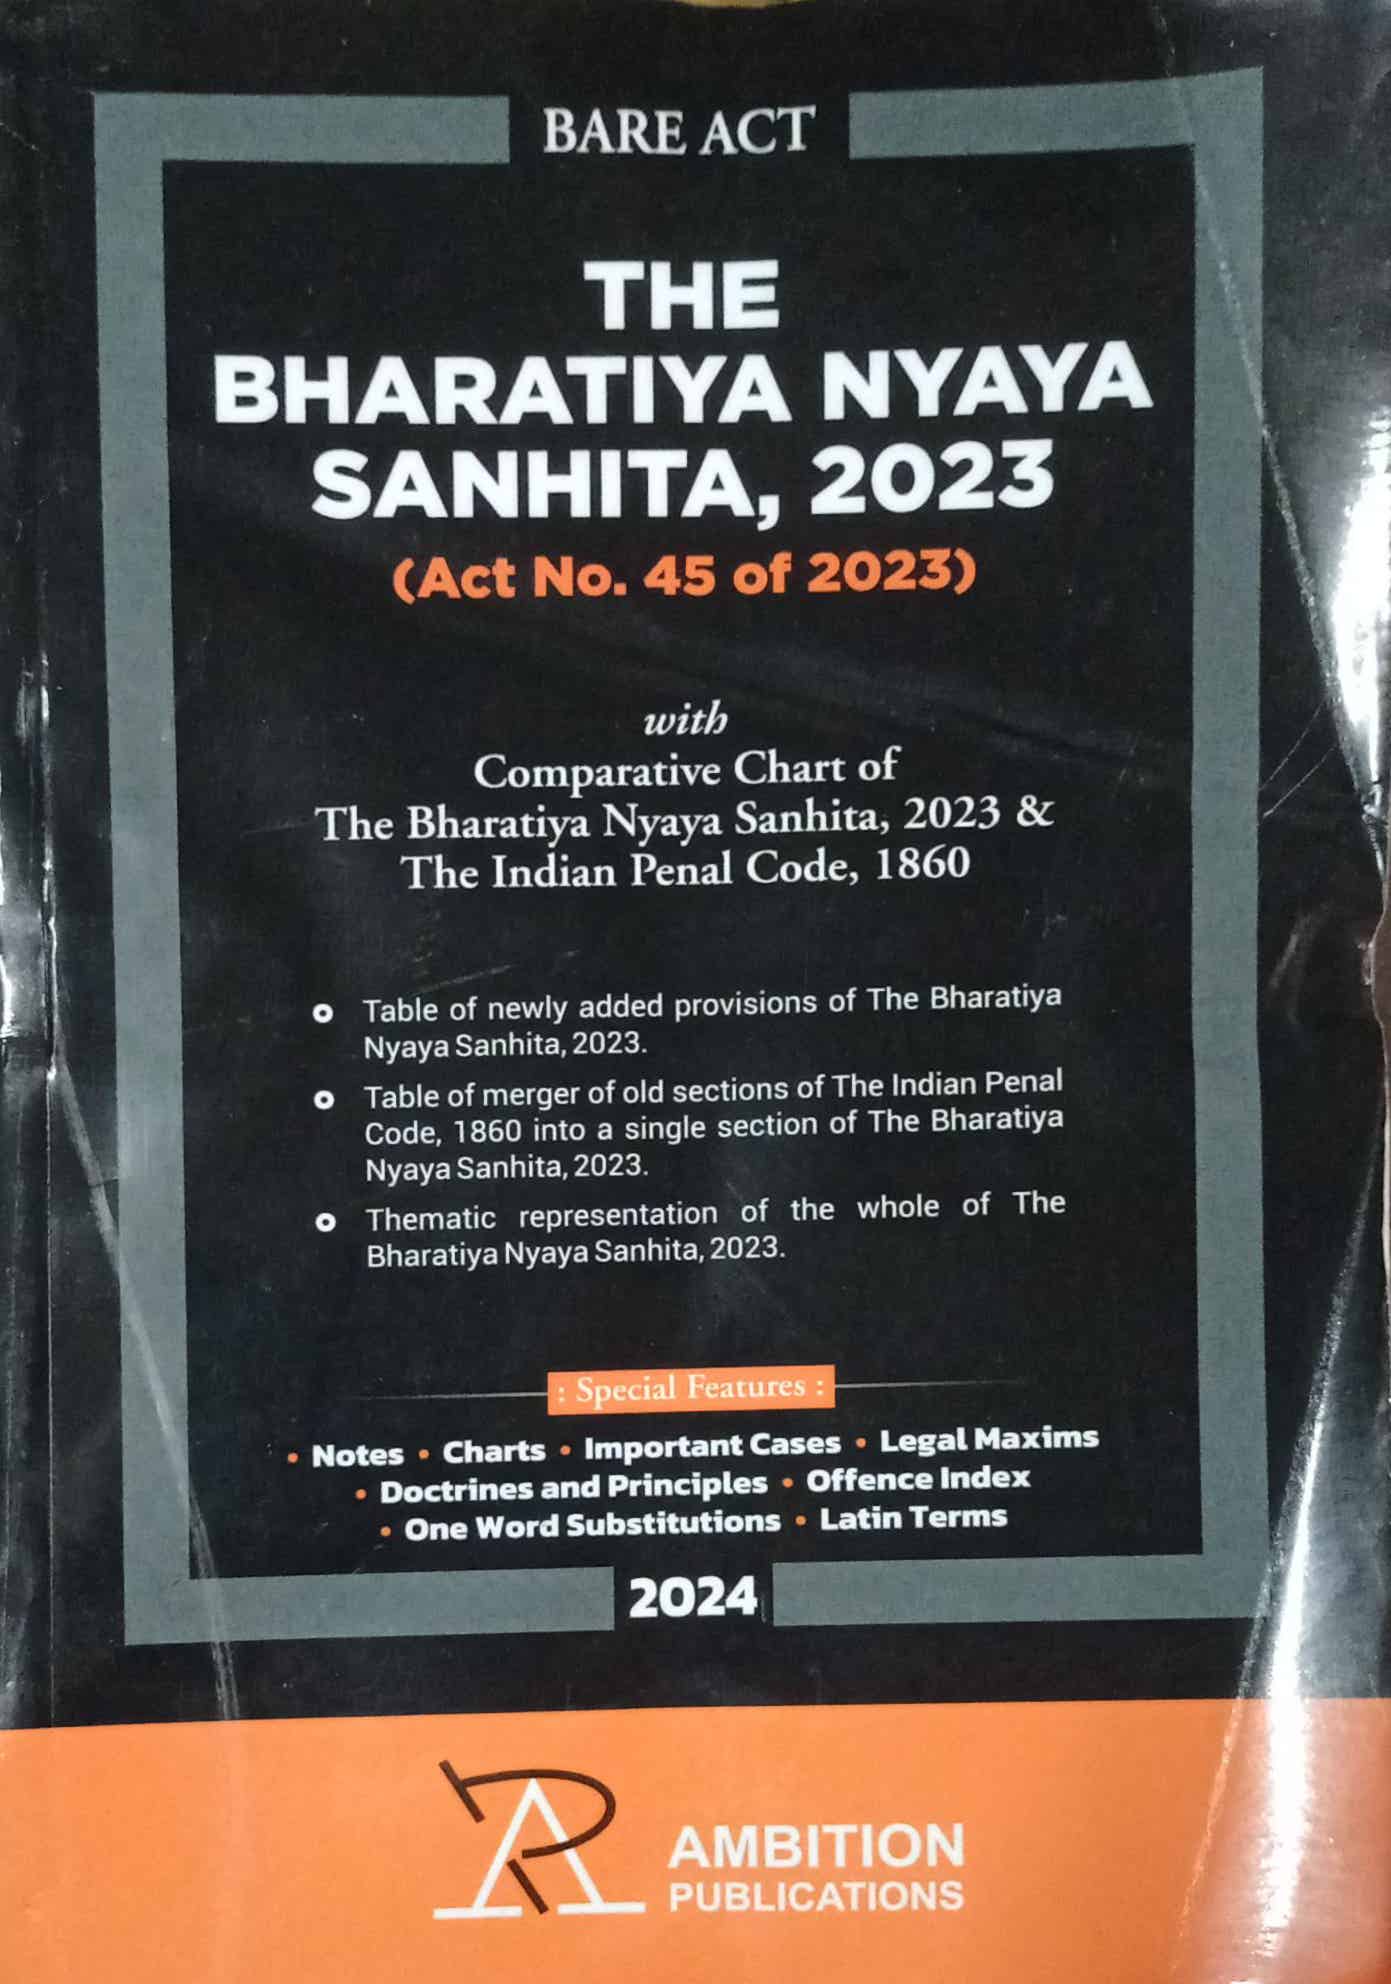 BARE ACT
THE
BHARATIYA NYAYA
SANHITA, 2023
(Act No. 45 of 2023)
with
Comparative Chart of
The Bharatiya Nyaya Sanhita, 2023 &
The Indian Penal Code, 1860
Table of newly added provisions of The Bharatiya
Nyaya Sanhita, 2023.
Table of merger of old sections of The Indian Penal
Code, 1860 into a single section of The Bharatiya
Nyaya Sanhita, 2023.
Thematic representation of the whole of The
Bharatiya Nyaya Sanhita, 2023.
: Special Features :
• Notes • Charts • Important Cases • Legal Maxims
• Doctrines and Principles • Offence Index
• One Word Substitutions • Latin Terms
2024
AMBITION
PUBLICATIONS